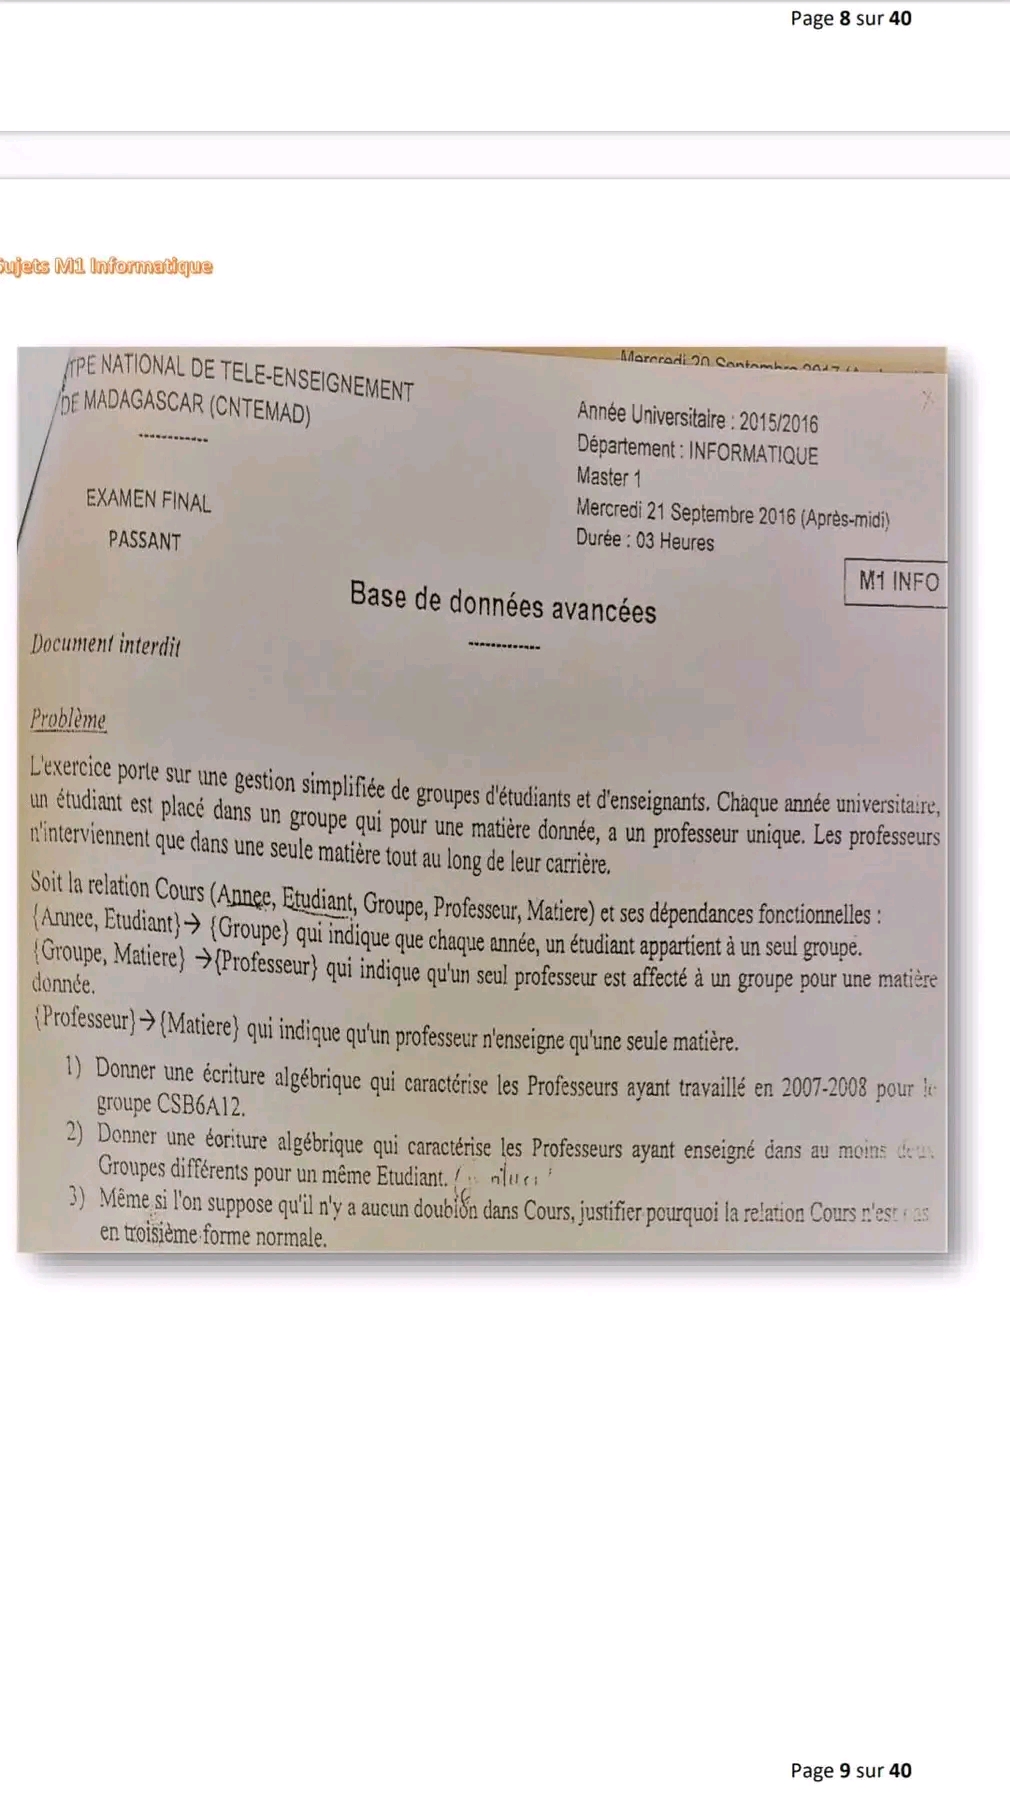 Page 8 sur 40
Sujets M1 Informatique
Mercredi 20 Septembre 2017
NATIONAL DE TELE-ENSEIGNEMENT
DE MADAGASCAR (CNTEMAD)
-------------
Année Universitaire : 2015/2016
Département : INFORMATIQUE
Master 1
Mercredi 21 Septembre 2016 (Après-midi)
Durée : 03 Heures
EXAMEN FINAL
PASSANT
M1 INFO
Base de données avancées
-------------
Document interdit
Problème
L'exercice porte sur une gestion simplifiée de groupes d'étudiants et d'enseignants. Chaque année universitaire,
un étudiant est placé dans un groupe qui pour une matière donnée, a un professeur unique. Les professeurs
n'interviennent que dans une seule matière tout au long de leur carrière.
Soit la relation Cours (Annee, Etudiant, Groupe, Professeur, Matiere) et ses dépendances fonctionnelles :
{Annee, Etudiant}→ {Groupe} qui indique que chaque année, un étudiant appartient à un seul groupe.
{Groupe, Matiere} →{Professeur} qui indique qu'un seul professeur est affecté à un groupe pour une matière
donnée.
{Professeur}→{Matiere} qui indique qu'un professeur n'enseigne qu'une seule matière.
1) Donner une écriture algébrique qui caractérise les Professeurs ayant travaillé en 2007-2008 pour le
groupe CSB6A12.
2) Donner une écriture algébrique qui caractérise les Professeurs ayant enseigné dans au moins deux
Groupes différents pour un même Etudiant.
3) Même si l'on suppose qu'il n'y a aucun doublon dans Cours, justifier pourquoi la relation Cours n'est pas
en troisième forme normale.
Page 9 sur 40